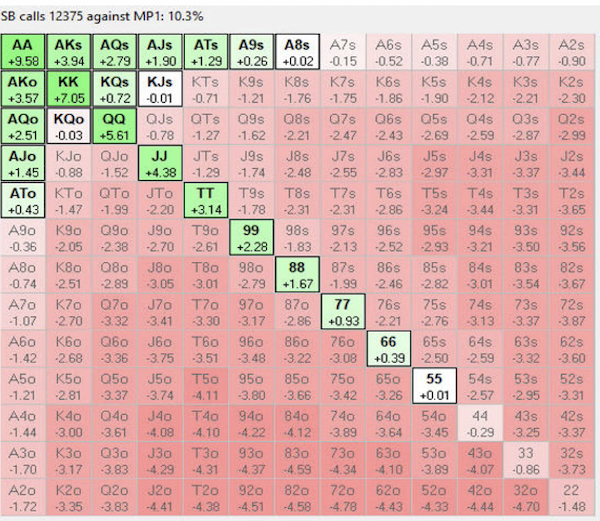 SB calls 12375 against MP1: 10.3%
AA AKs AQs AJs ATs A9s A8s A7s A6s A5s A4s A3s A2s
+9.58 +3.94 +2.79 +1.90 +1.29 +0.26 +0.02 -0.15 -0.52 -0.38 -0.71 -0.77 -0.90
AKo KK KQs KJs KTs K9s K8s K7s K6s K5s K4s K3s K2s
+3.57 +7.05 +0.72 -0.01 -0.71 -1.21 -1.76 -1.75 -1.86 -1.90 -2.12 -2.21 -2.30
AQo KQo QQ QJs QTs Q9s Q8s Q7s Q6s Q5s Q4s Q3s Q2s
+2.51 -0.03 +5.61 -0.78 -1.27 -1.62 -2.21 -2.47 -2.43 -2.69 -2.59 -2.87 -2.99
AJo KJo QJo JJ JTs J9s J8s J7s J6s J5s J4s J3s J2s
+1.45 -0.88 -1.52 +4.38 -1.29 -1.74 -2.48 -2.55 -2.83 -2.97 -3.31 -3.37 -3.44
ATo KTo QTo JTo TT T9s T8s T7s T6s T5s T4s T3s T2s
+0.43 -1.47 -1.99 -2.20 +3.14 -1.78 -2.31 -2.31 -2.86 -3.24 -3.44 -3.31 -3.65
A9o K9o Q9o J9o T9o 99 98s 97s 96s 95s 94s 93s 92s
-0.36 -2.05 -2.38 -2.70 -2.61 +2.28 -1.83 -2.13 -2.52 -2.93 -3.21 -3.50 -3.56
A8o K8o Q8o J8o T8o 98o 88 87s 86s 85s 84s 83s 82s
-0.74 -2.51 -2.89 -3.05 -3.01 -2.79 +1.67 -1.99 -2.46 -2.82 -3.01 -3.54 -3.67
A7o K7o Q7o J7o T7o 97o 87o 77 76s 75s 74s 73s 72s
-1.07 -2.70 -3.32 -3.41 -3.30 -3.17 -2.86 +0.93 -2.21 -2.76 -3.13 -3.37 -3.87
A6o K6o Q6o J6o T6o 96o 86o 76o 66 65s 64s 63s 62s
-1.42 -2.68 -3.36 -3.75 -3.51 -3.48 -3.22 -3.08 +0.39 -2.50 -2.59 -3.32 -3.60
A5o K5o Q5o J5o T5o 95o 85o 75o 65o 55 54s 53s 52s
-1.21 -2.81 -3.37 -3.74 -4.11 -3.80 -3.66 -3.42 -3.26 +0.01 -2.57 -2.95 -3.31
A4o K4o Q4o J4o T4o 94o 84o 74o 64o 54o 44 43s 42s
-1.44 -3.00 -3.61 -4.08 -4.10 -4.22 -4.12 -3.89 -3.64 -3.45 -0.29 -3.25 -3.37
A3o K3o Q3o J3o T3o 93o 83o 73o 63o 53o 43o 33 32s
-1.70 -3.17 -3.83 -4.29 -4.31 -4.37 -4.59 -4.34 -4.10 -3.89 -4.07 -0.86 -3.73
A2o K2o Q2o J2o T2o 92o 82o 72o 62o 52o 42o 32o 22
-1.72 -3.35 -3.83 -4.41 -4.38 -4.51 -4.58 -4.78 -4.43 -4.33 -4.44 -4.70 -1.48